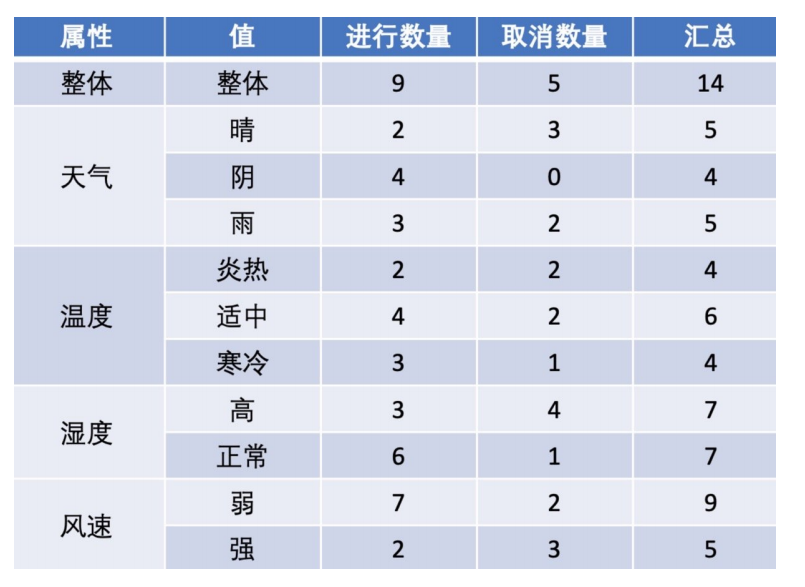 属性 值 进行数量 取消数量 汇总
整体 整体 9 5 14
天气 晴 2 3 5
阴 4 0 4
雨 3 2 5
温度 炎热 2 2 4
适中 4 2 6
寒冷 3 1 4
湿度 高 3 4 7
正常 6 1 7
风速 弱 7 2 9
强 2 3 5